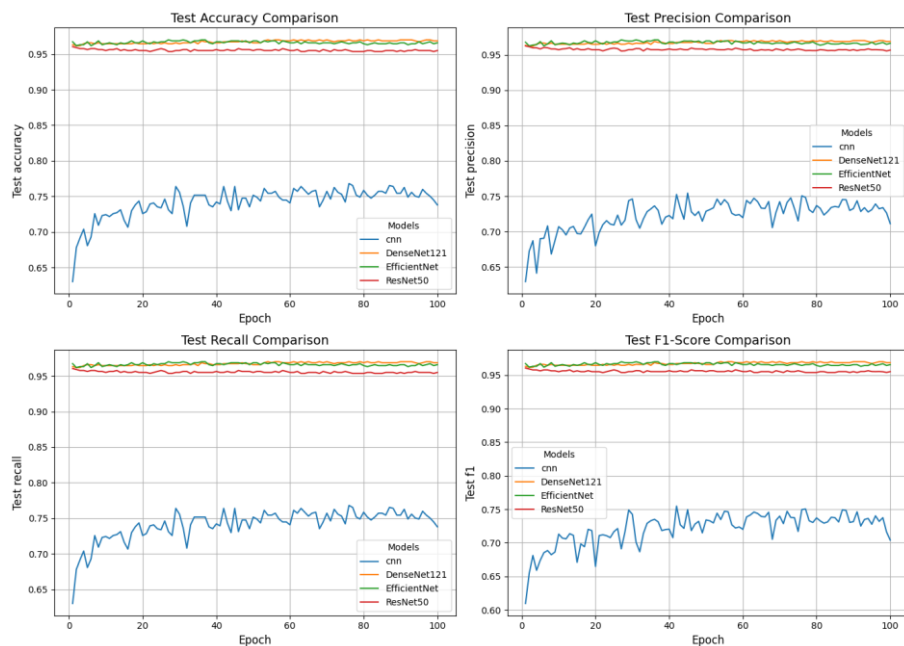 Test Accuracy Comparison
0.95
0.90
0.85
0.80
0.75
0.70
0.65
Test accuracy
0 20 40 60 80 100
Epoch
Models
cnn
DenseNet121
EfficientNet
ResNet50
Test Precision Comparison
0.95
0.90
0.85
0.80
0.75
0.70
0.65
Test precision
0 20 40 60 80 100
Epoch
Models
cnn
DenseNet121
EfficientNet
ResNet50
Test Recall Comparison
0.95
0.90
0.85
0.80
0.75
0.70
0.65
Test recall
0 20 40 60 80 100
Epoch
Models
cnn
DenseNet121
EfficientNet
ResNet50
Test F1-Score Comparison
0.95
0.90
0.85
0.80
0.75
0.70
0.65
0.60
Test f1
0 20 40 60 80 100
Epoch
Models
cnn
DenseNet121
EfficientNet
ResNet50